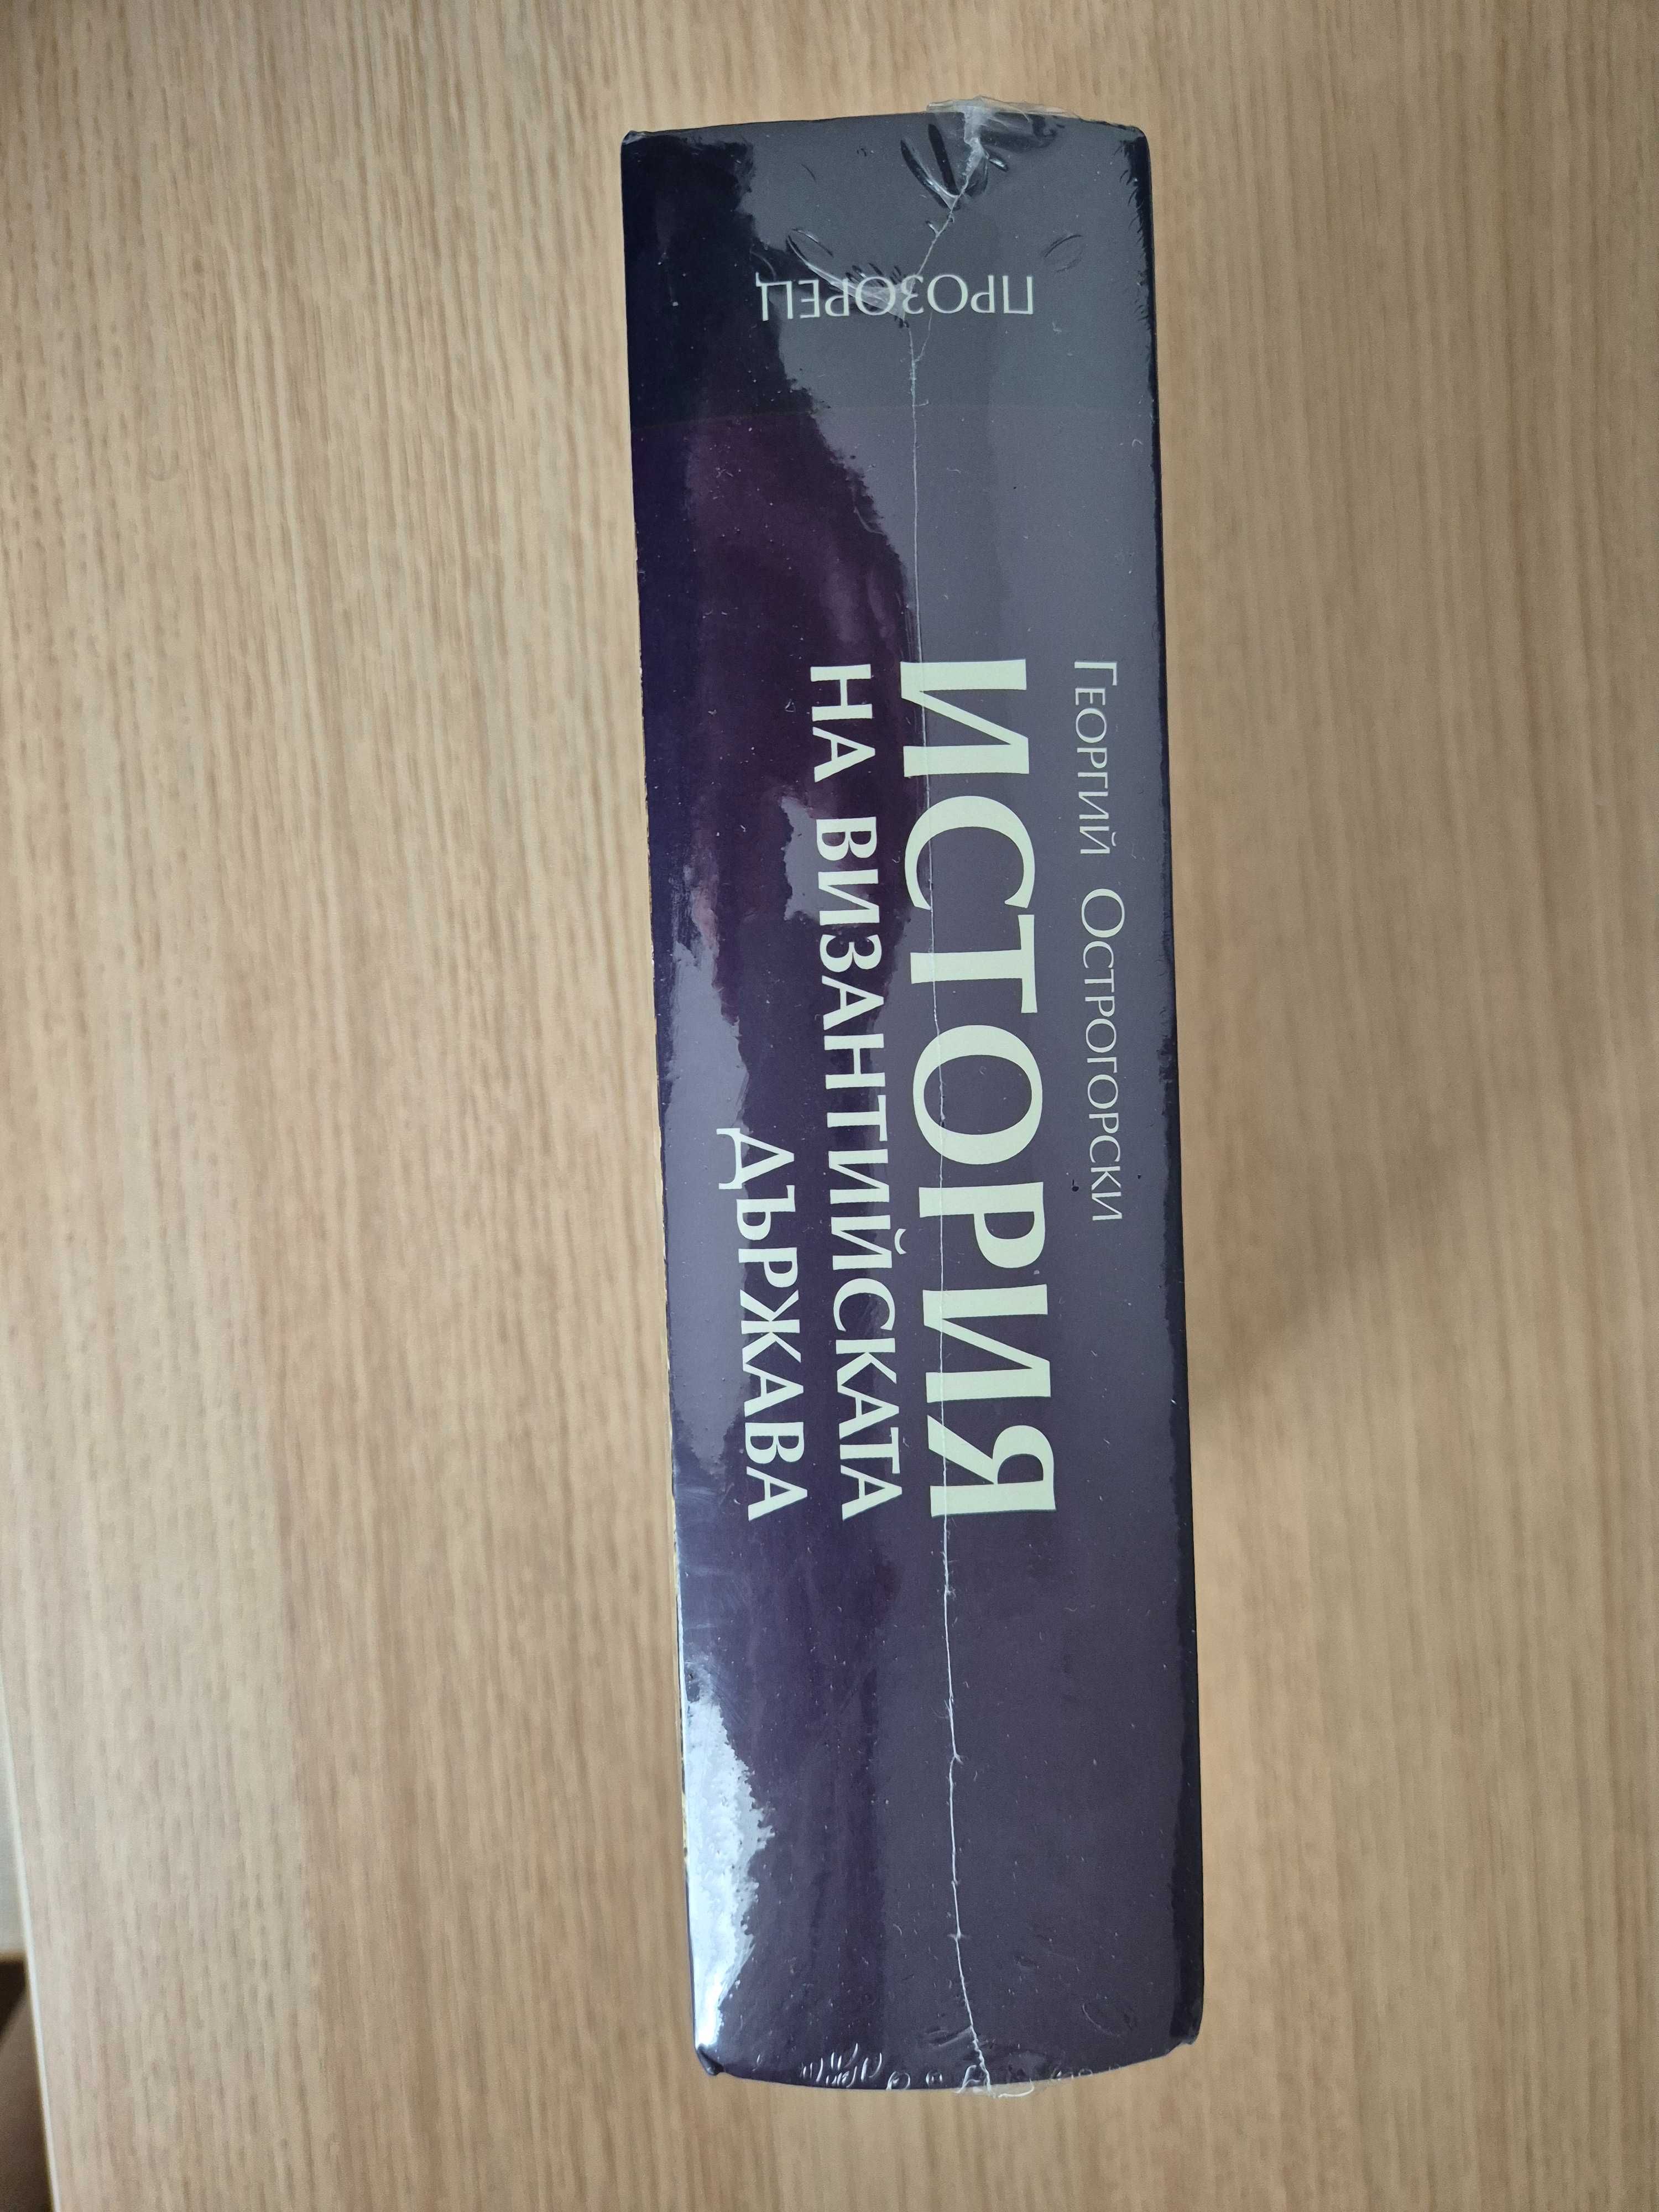 Георгий Острогорски
ИСТОРИЯ
НА ВИЗАНТИЙСКАТА
ДЪРЖАВА
ПРОЗОРЕЦ